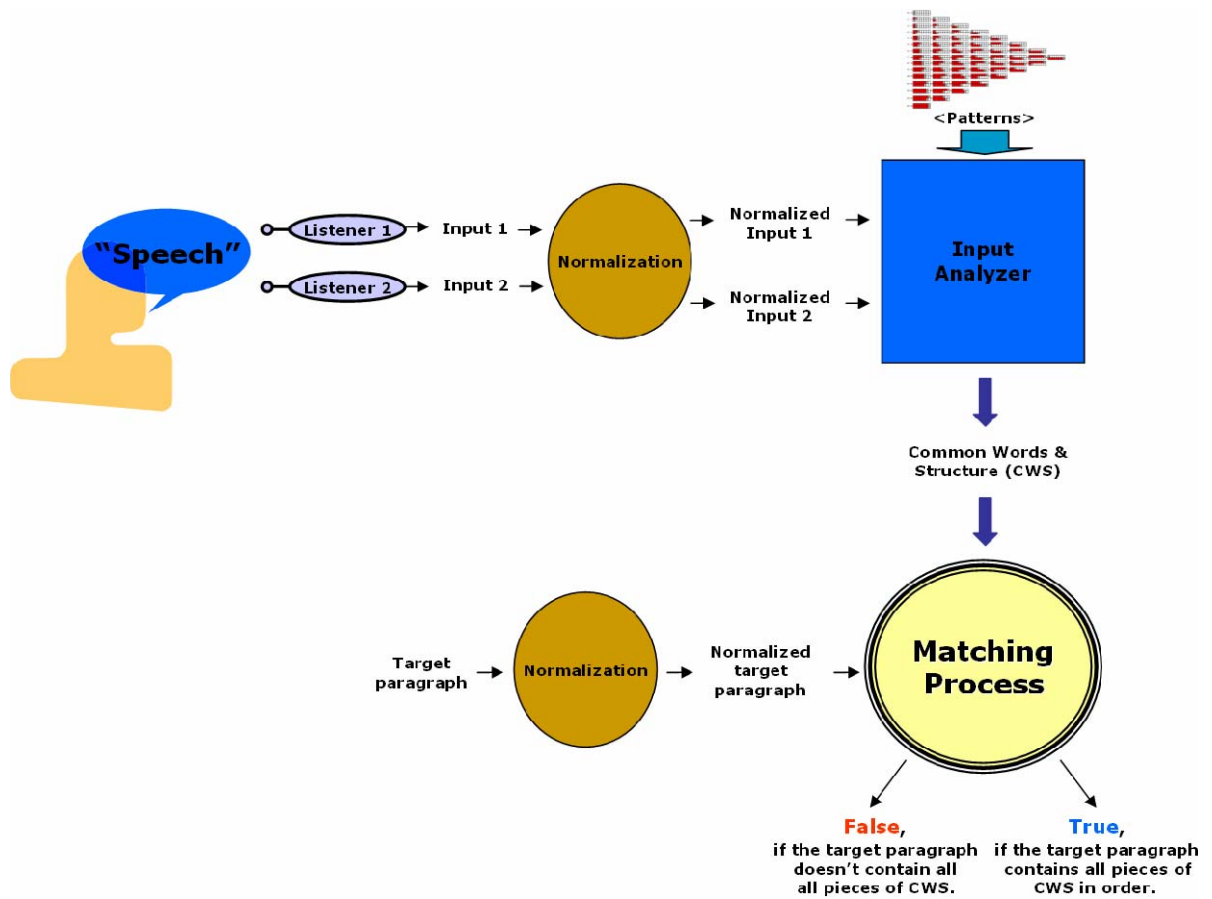 <Patterns>
“Speech”
Listener 1
Input 1
Listener 2
Input 2
Normalization
Normalized
Input 1
Normalized
Input 2
Input
Analyzer
Common Words &
Structure (CWS)
Target
paragraph
Normalization
Normalized
target
paragraph
Matching
Process
False,
if the target paragraph
doesn’t contain all
all pieces of CWS.
True,
if the target paragraph
contains all pieces of
CWS in order.